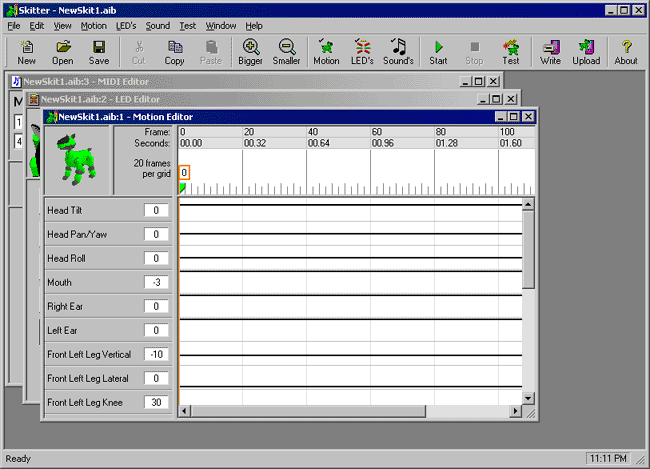 Skitter - NewSkit1.aib
File Edit View Motion LED's Sound Test Window Help
New Open Save Cut Copy Paste Bigger Smaller Motion LED's Sound's Start Stop Test Write Upload About
NewSkit1.aib:3 - MIDI Editor
M
NewSkit1.aib:2 - LED Editor
1
4
NewSkit1.aib:1 - Motion Editor
Frame: 0 20 40 60 80 100
Seconds: 00.00 00.32 00.64 00.96 01.28 01.60
20 frames
per grid 0
Head Tilt 0
Head Pan/Yaw 0
Head Roll 0
Mouth -3
Right Ear 0
Left Ear 0
Front Left Leg Vertical -10
Front Left Leg Lateral 0
Front Left Leg Knee 30
Ready 11:11 PM